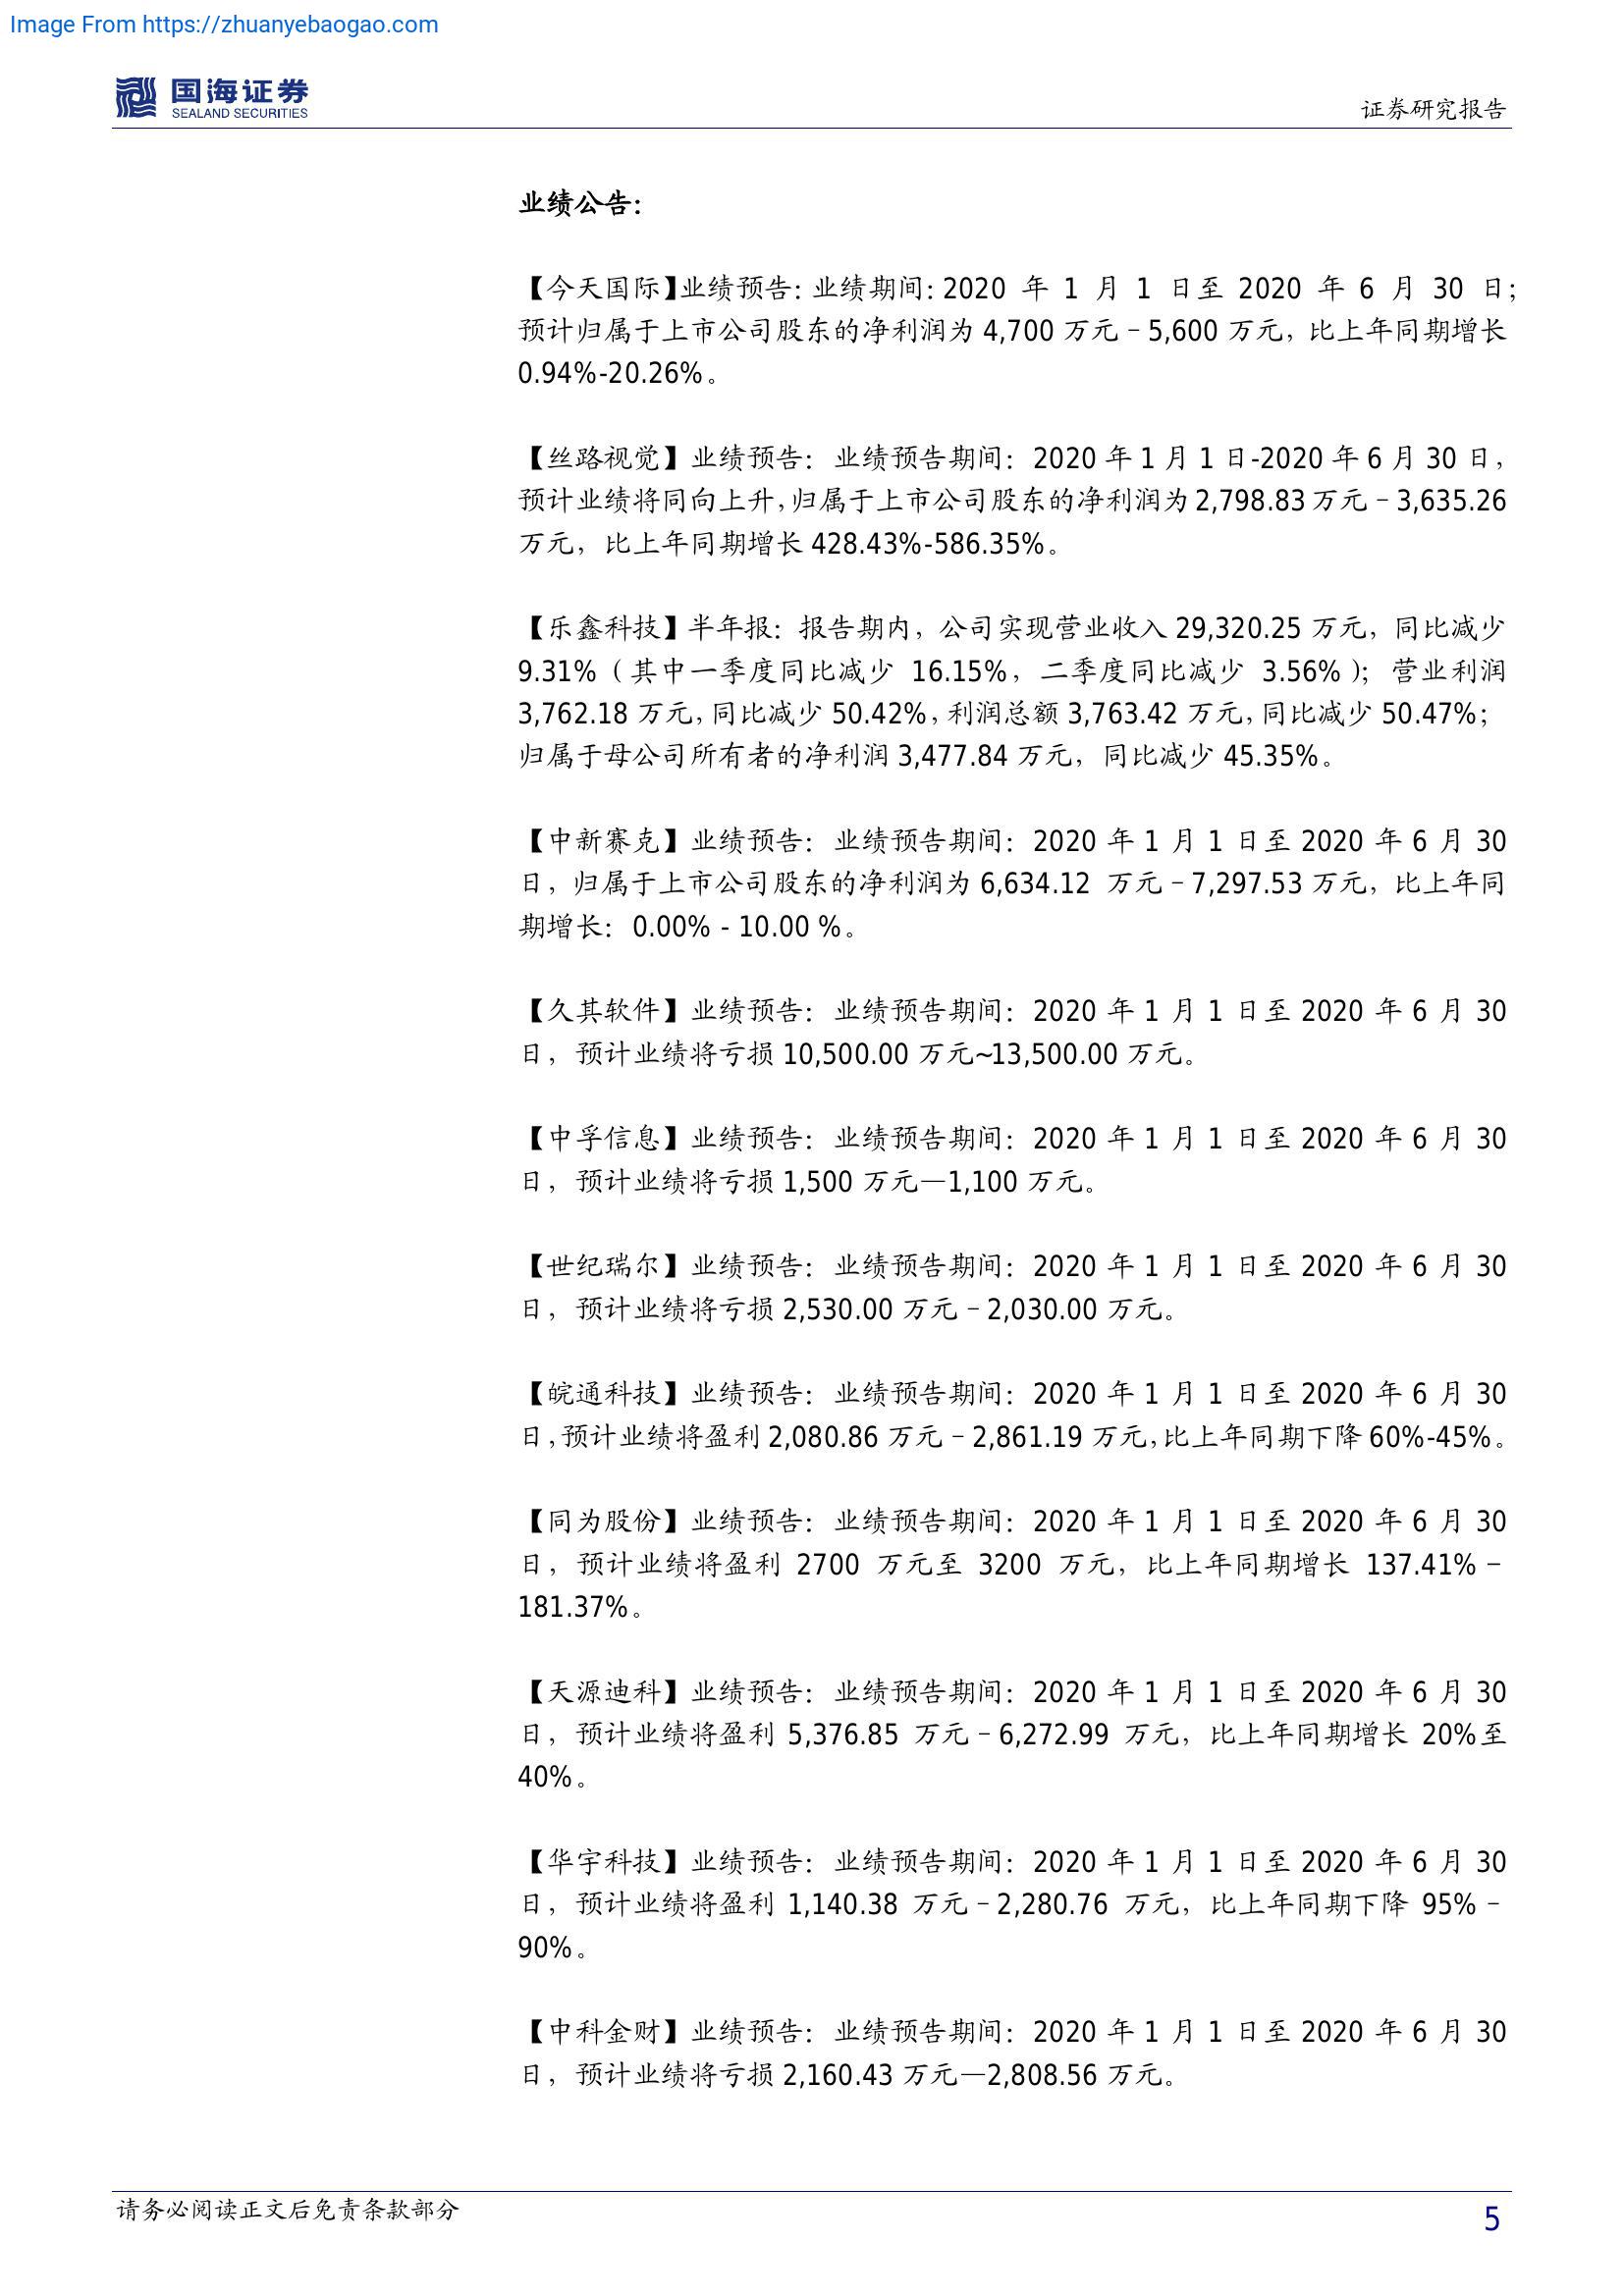 Image From https://zhuanyebaogao.com
国海证券
SEALAND SECURITIES
证券研究报告
业绩公告：
【今天国际】业绩预告：业绩期间：2020 年 1 月 1 日至 2020 年 6 月 30 日；
预计归属于上市公司股东的净利润为 4,700 万元－5,600 万元，比上年同期增长
0.94%-20.26%。
【丝路视觉】业绩预告：业绩预告期间：2020 年 1 月 1 日-2020 年 6 月 30 日，
预计业绩将同向上升，归属于上市公司股东的净利润为 2,798.83 万元－3,635.26
万元，比上年同期增长 428.43%-586.35%。
【乐鑫科技】半年报：报告期内，公司实现营业收入 29,320.25 万元，同比减少
9.31%（其中一季度同比减少 16.15%，二季度同比减少 3.56%）；营业利润
3,762.18 万元，同比减少 50.42%，利润总额 3,763.42 万元，同比减少 50.47%；
归属于母公司所有者的净利润 3,477.84 万元，同比减少 45.35%。
【中新赛克】业绩预告：业绩预告期间：2020 年 1 月 1 日至 2020 年 6 月 30
日，归属于上市公司股东的净利润为 6,634.12 万元－7,297.53 万元，比上年同
期增长：0.00% - 10.00 %。
【久其软件】业绩预告：业绩预告期间：2020 年 1 月 1 日至 2020 年 6 月 30
日，预计业绩将亏损 10,500.00 万元~13,500.00 万元。
【中孚信息】业绩预告：业绩预告期间：2020 年 1 月 1 日至 2020 年 6 月 30
日，预计业绩将亏损 1,500 万元—1,100 万元。
【世纪瑞尔】业绩预告：业绩预告期间：2020 年 1 月 1 日至 2020 年 6 月 30
日，预计业绩将亏损 2,530.00 万元－2,030.00 万元。
【皖通科技】业绩预告：业绩预告期间：2020 年 1 月 1 日至 2020 年 6 月 30
日，预计业绩将盈利 2,080.86 万元－2,861.19 万元，比上年同期下降 60%-45%。
【同为股份】业绩预告：业绩预告期间：2020 年 1 月 1 日至 2020 年 6 月 30
日，预计业绩将盈利 2700 万元至 3200 万元，比上年同期增长 137.41%－
181.37%。
【天源迪科】业绩预告：业绩预告期间：2020 年 1 月 1 日至 2020 年 6 月 30
日，预计业绩将盈利 5,376.85 万元－6,272.99 万元，比上年同期增长 20%至
40%。
【华宇科技】业绩预告：业绩预告期间：2020 年 1 月 1 日至 2020 年 6 月 30
日，预计业绩将盈利 1,140.38 万元－2,280.76 万元，比上年同期下降 95%－
90%。
【中科金财】业绩预告：业绩预告期间：2020 年 1 月 1 日至 2020 年 6 月 30
日，预计业绩将亏损 2,160.43 万元—2,808.56 万元。
请务必阅读正文后免责条款部分
5